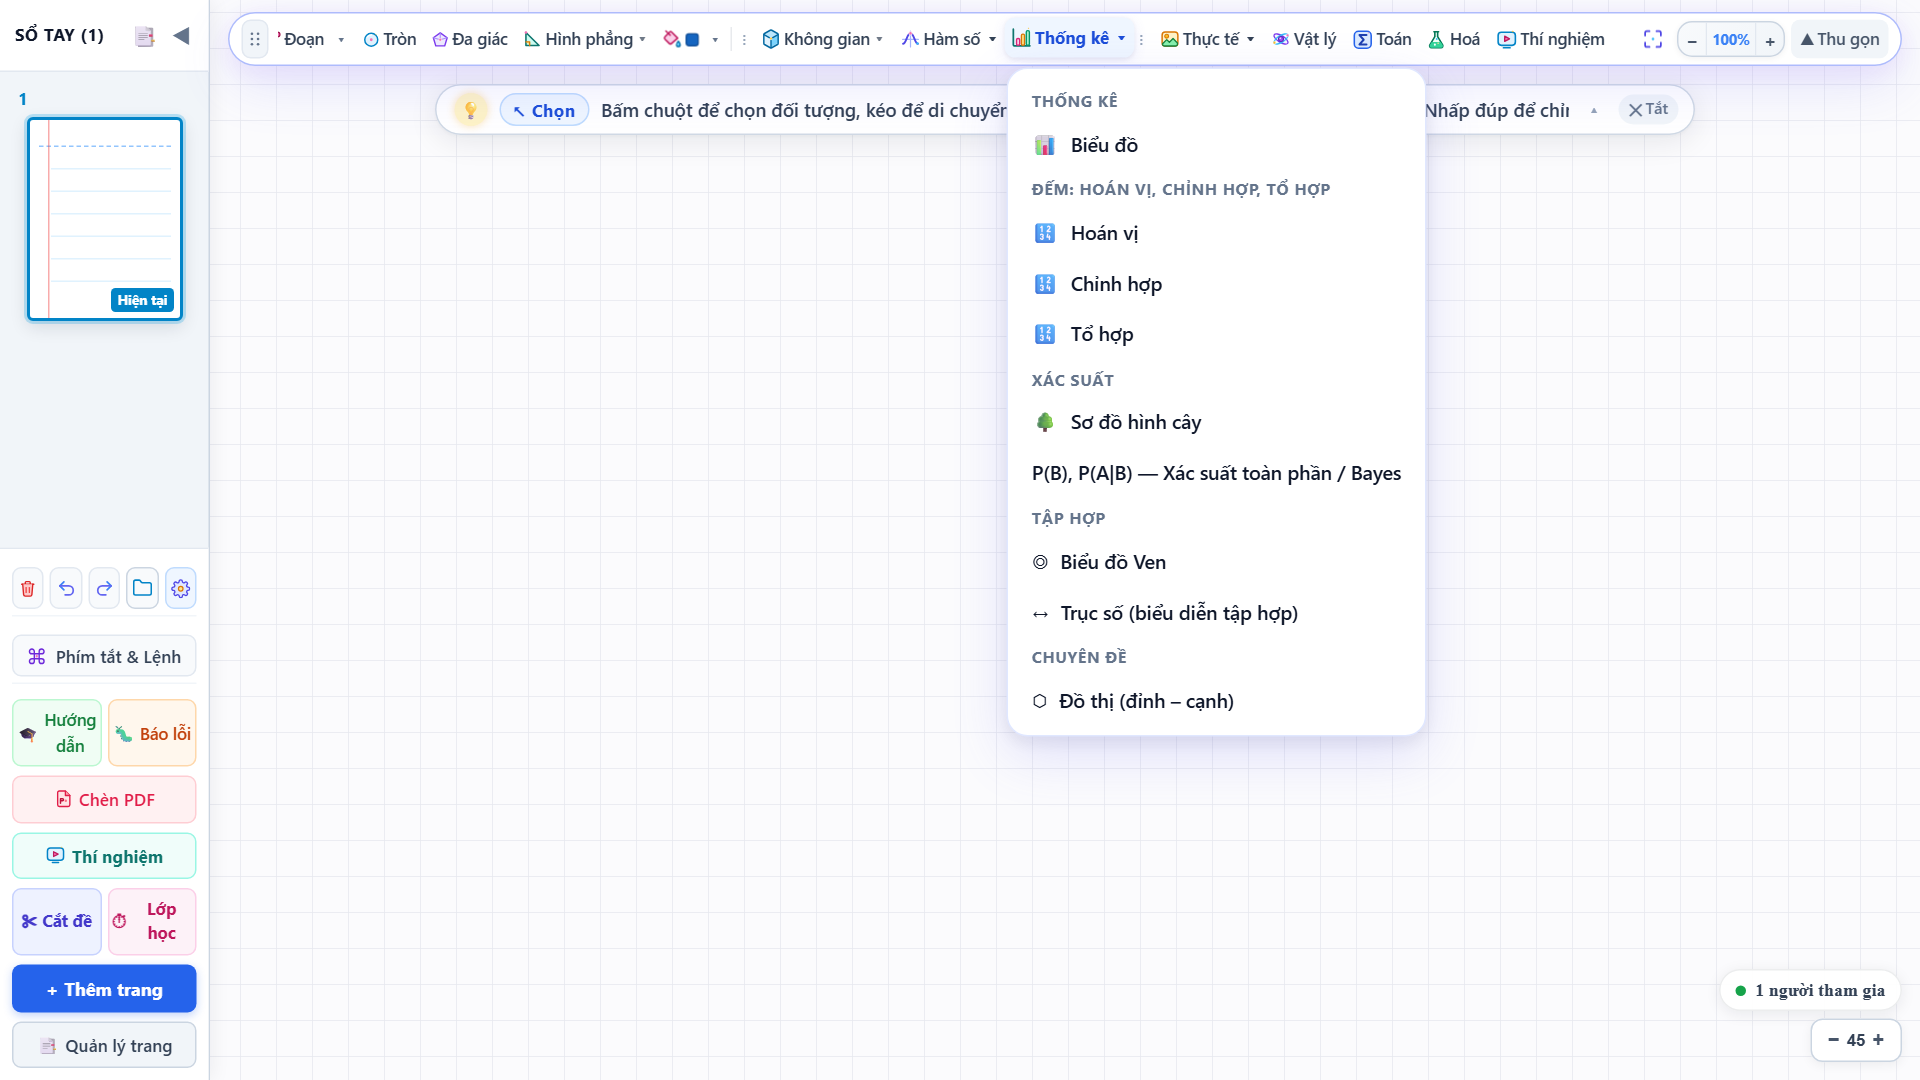 SỔ TAY (1)
Đoạn
Tròn
Đa giác
Hình phẳng
Không gian
Hàm số
Thống kê
Thực tế
Vật lý
Toán
Hoá
Thí nghiệm
− 100% +
Thu gọn
Chọn
Bấm chuột để chọn đối tượng, kéo để di chuyển
Nhấp đúp để chỉn
Tắt
1
Hiện tại
THỐNG KÊ
Biểu đồ
ĐẾM: HOÁN VỊ, CHỈNH HỢP, TỔ HỢP
Hoán vị
Chỉnh hợp
Tổ hợp
XÁC SUẤT
Sơ đồ hình cây
P(B), P(A|B) — Xác suất toàn phần / Bayes
TẬP HỢP
Biểu đồ Ven
Trục số (biểu diễn tập hợp)
CHUYÊN ĐỀ
Đồ thị (đỉnh – cạnh)
Phím tắt & Lệnh
Hướng dẫn
Báo lỗi
Chèn PDF
Thí nghiệm
Cắt đề
Lớp học
+ Thêm trang
Quản lý trang
1 người tham gia
− 45 +